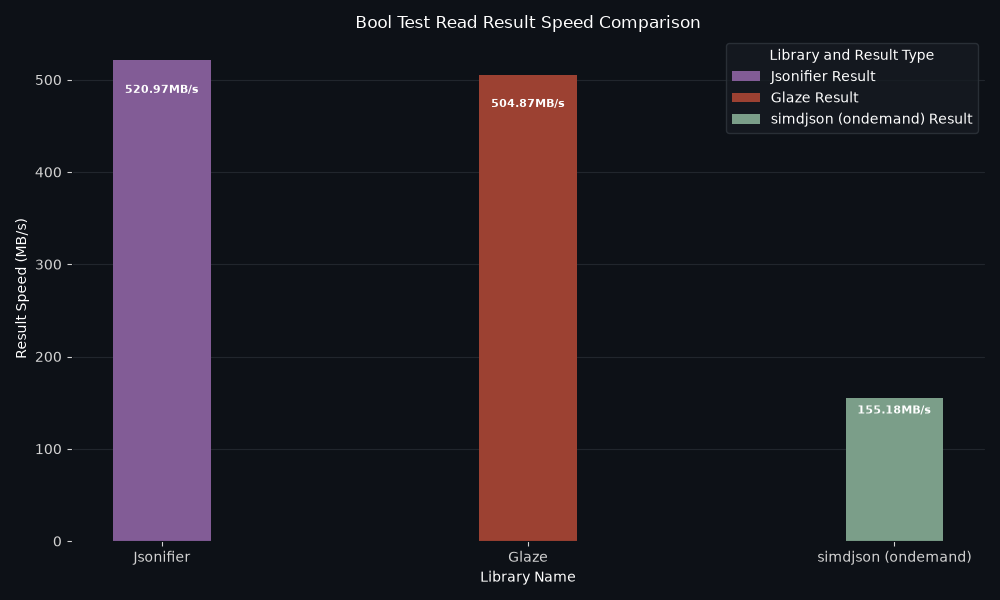 Bool Test Read Result Speed Comparison
Library and Result Type
Jsonifier Result
Glaze Result
simdjson (ondemand) Result
Result Speed (MB/s)
500
400
300
200
100
0
520.97MB/s
504.87MB/s
155.18MB/s
Jsonifier
Glaze
simdjson (ondemand)
Library Name